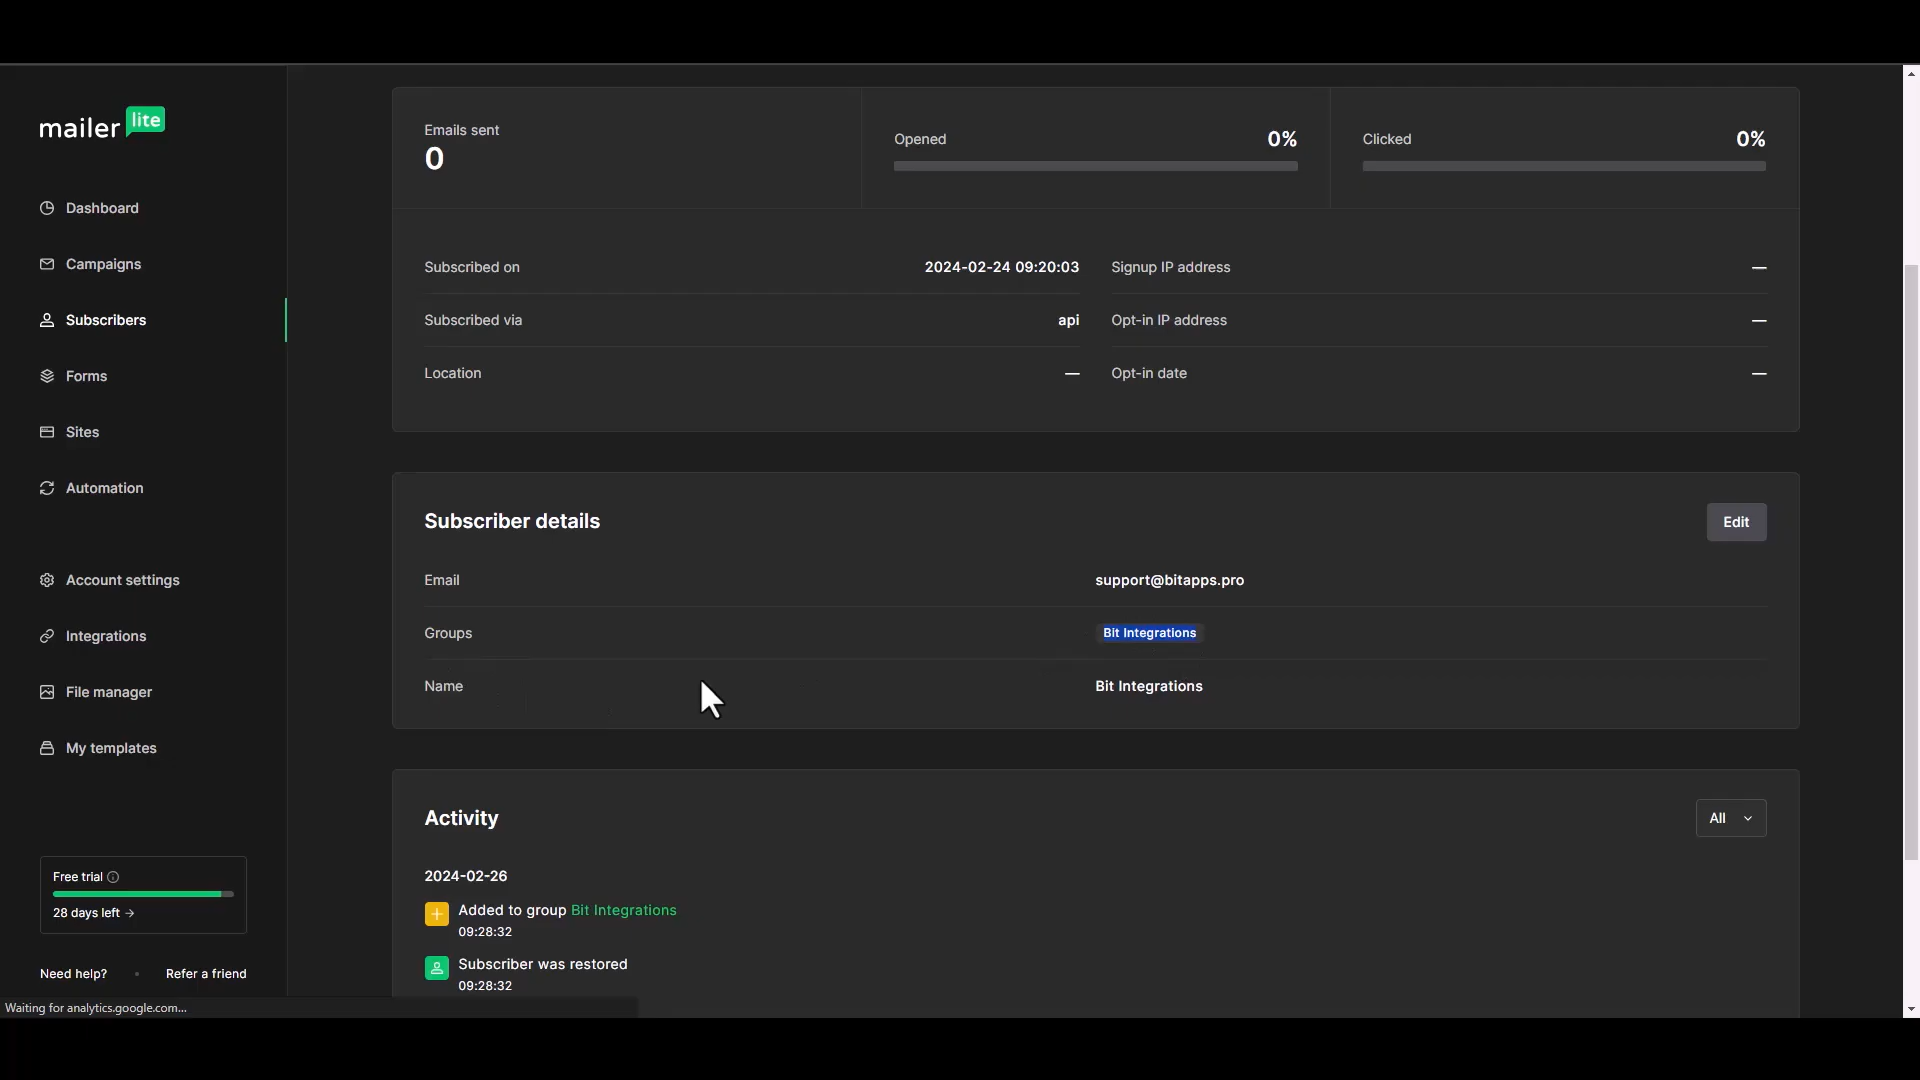 mailer lite
Dashboard
Campaigns
Subscribers
Forms
Sites
Automation
Account settings
Integrations
File manager
My templates
Free trial
28 days left →
Need help? • Refer a friend
Waiting for analytics.google.com...
Emails sent
0
Opened 0%
Clicked 0%
Subscribed on 2024-02-24 09:20:03
Signup IP address —
Subscribed via api
Opt-in IP address —
Location —
Opt-in date —
Subscriber details
Edit
Email support@bitapps.pro
Groups Bit Integrations
Name Bit Integrations
Activity
All
2024-02-26
Added to group Bit Integrations
09:28:32
Subscriber was restored
09:28:32